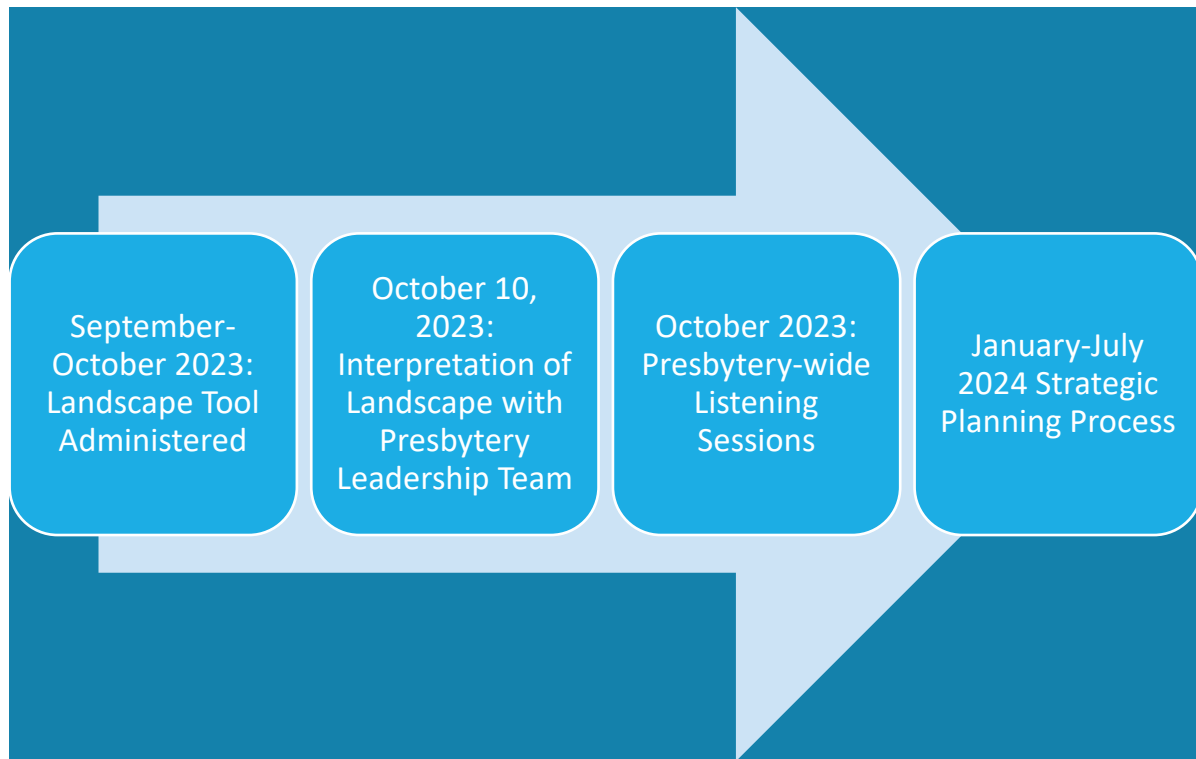 September-
October 2023:
Landscape Tool
Administered
October 10,
2023:
Interpretation of
Landscape with
Presbytery
Leadership Team
October 2023:
Presbytery-wide
Listening
Sessions
January-July
2024 Strategic
Planning Process